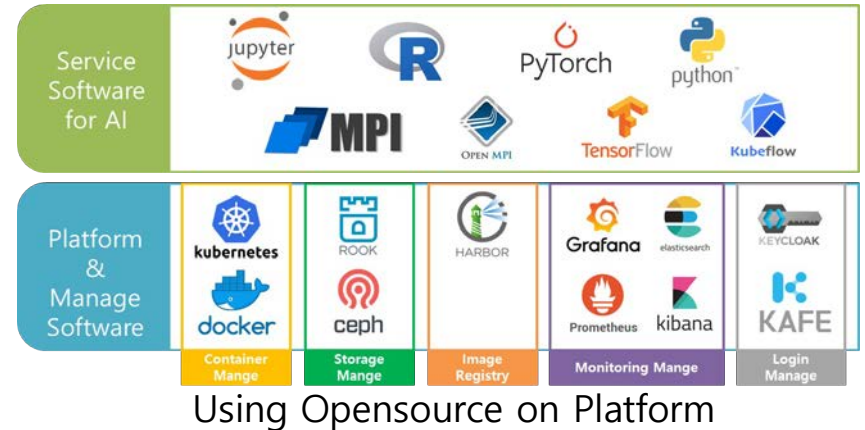 Service
Software
for AI
jupyter
R
PyTorch
python
MPI
OPEN MPI
TensorFlow
Kubeflow
Platform
&
Manage
Software
kubernetes
docker
ROOK
ceph
HARBOR
Grafana
elasticsearch
Prometheus
kibana
KEYCLOAK
KAFE
Container
Mange
Storage
Mange
Image
Registry
Monitoring Mange
Login
Manage
Using Opensource on Platform